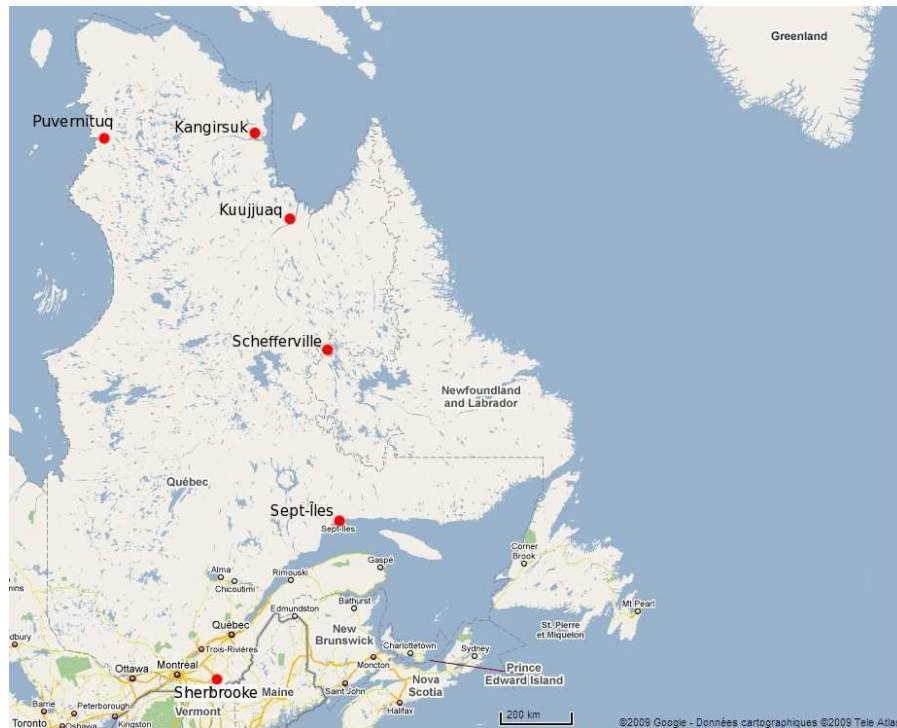 Greenland
Puvernituq
Kangirsuk
Kuujjuaq
Schefferville
Newfoundland
and Labrador
Québec
Sept-Îles
Sept-Iles
Corner
Brook
Gaspé
Alma
Rimouski
Chicoutimi
Bathurst
Edmundston
Mt Pearl
Québec
New
Brunswick
St. Pierre
et Miquelon
Trois-Rivières
Charlottetown
Sydney
Moncton
Prince
Edward Island
Ottawa
Montréal
Sherbrooke
Maine
Saint John
Nova
Scotia
Vermont
Barrie
Peterborough
Halifax
Toronto
Kingston
200 km
©2009 Google - Données cartographiques ©2009 Tele Atlas